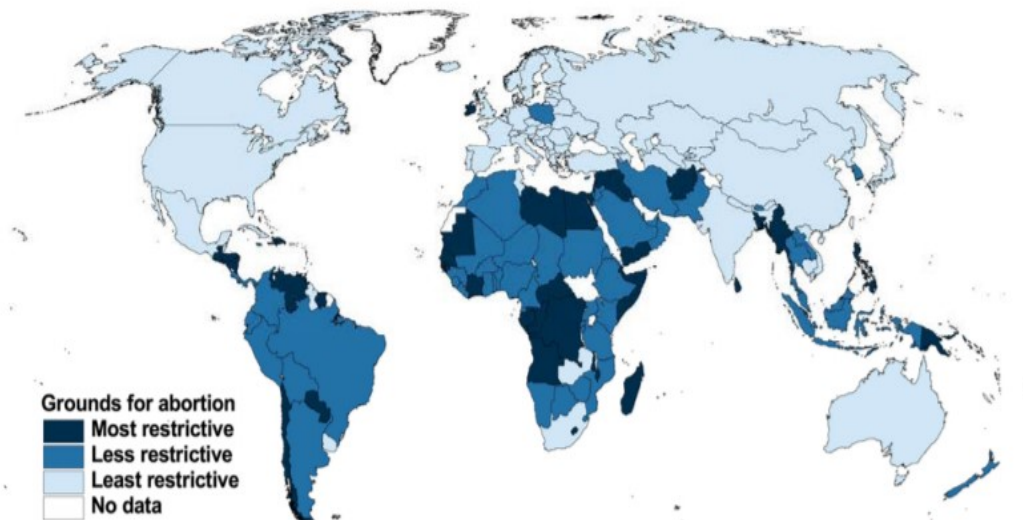 Grounds for abortion
Most restrictive
Less restrictive
Least restrictive
No data